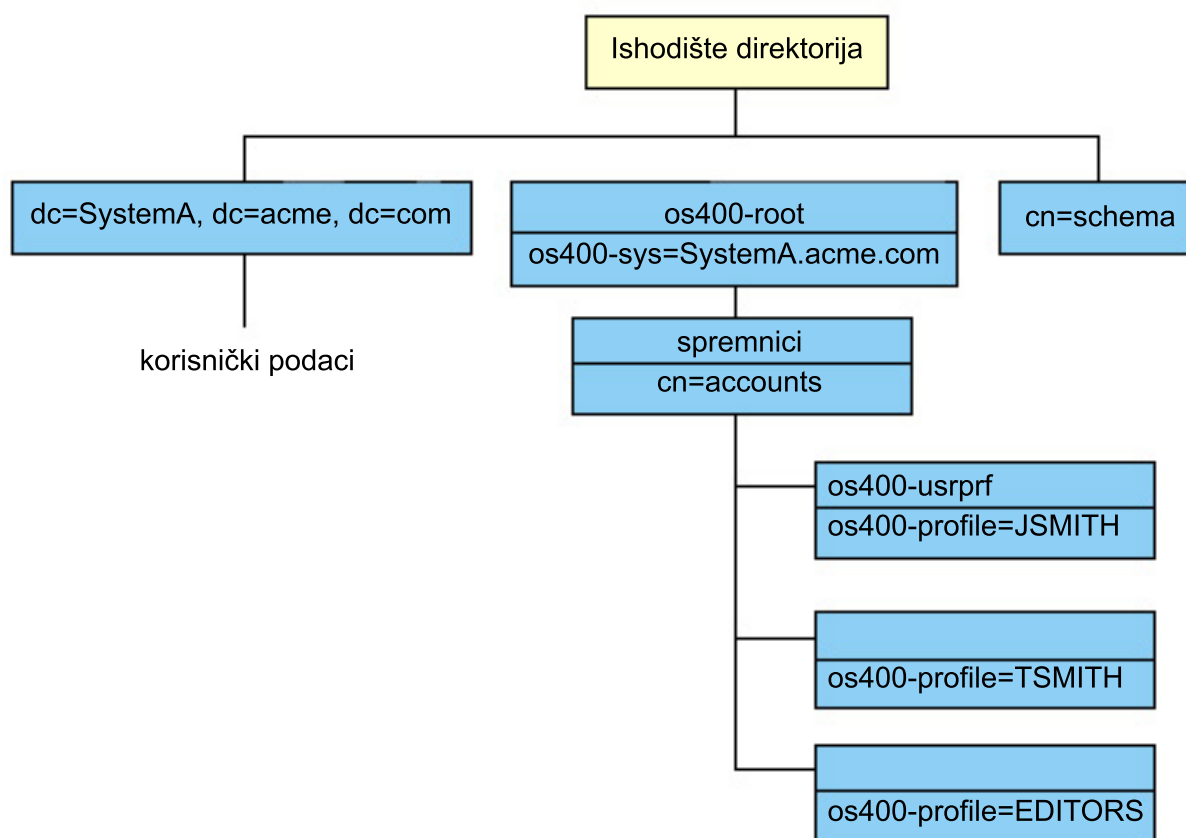 Ishodište direktorija
dc=SystemA, dc=acme, dc=com
os400-root
os400-sys=SystemA.acme.com
cn=schema
korisnički podaci
spremnici
cn=accounts
os400-usrprf
os400-profile=JSMITH
os400-profile=TSMITH
os400-profile=EDITORS